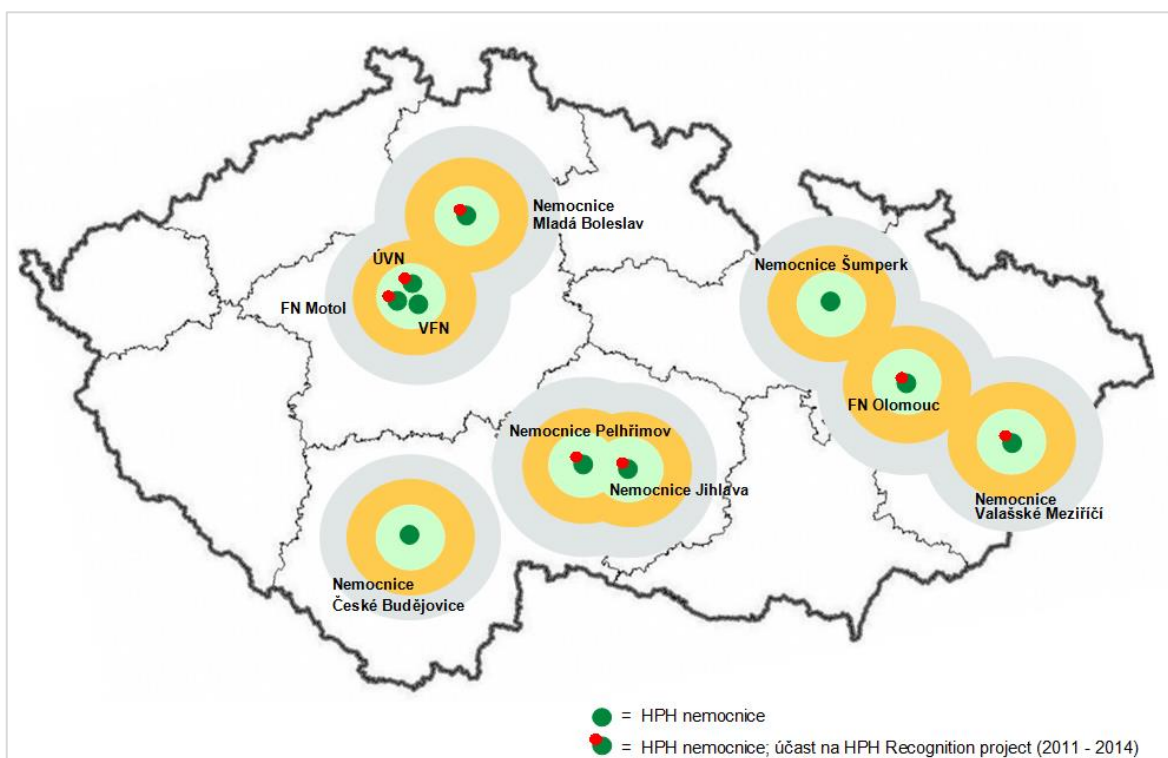 Nemocnice
Mladá Boleslav
ÚVN
FN Motol
VFN
Nemocnice Šumperk
FN Olomouc
Nemocnice Pelhřimov
Nemocnice Jihlava
Nemocnice
Valašské Meziříčí
Nemocnice
České Budějovice
= HPH nemocnice
= HPH nemocnice; účast na HPH Recognition project (2011 - 2014)